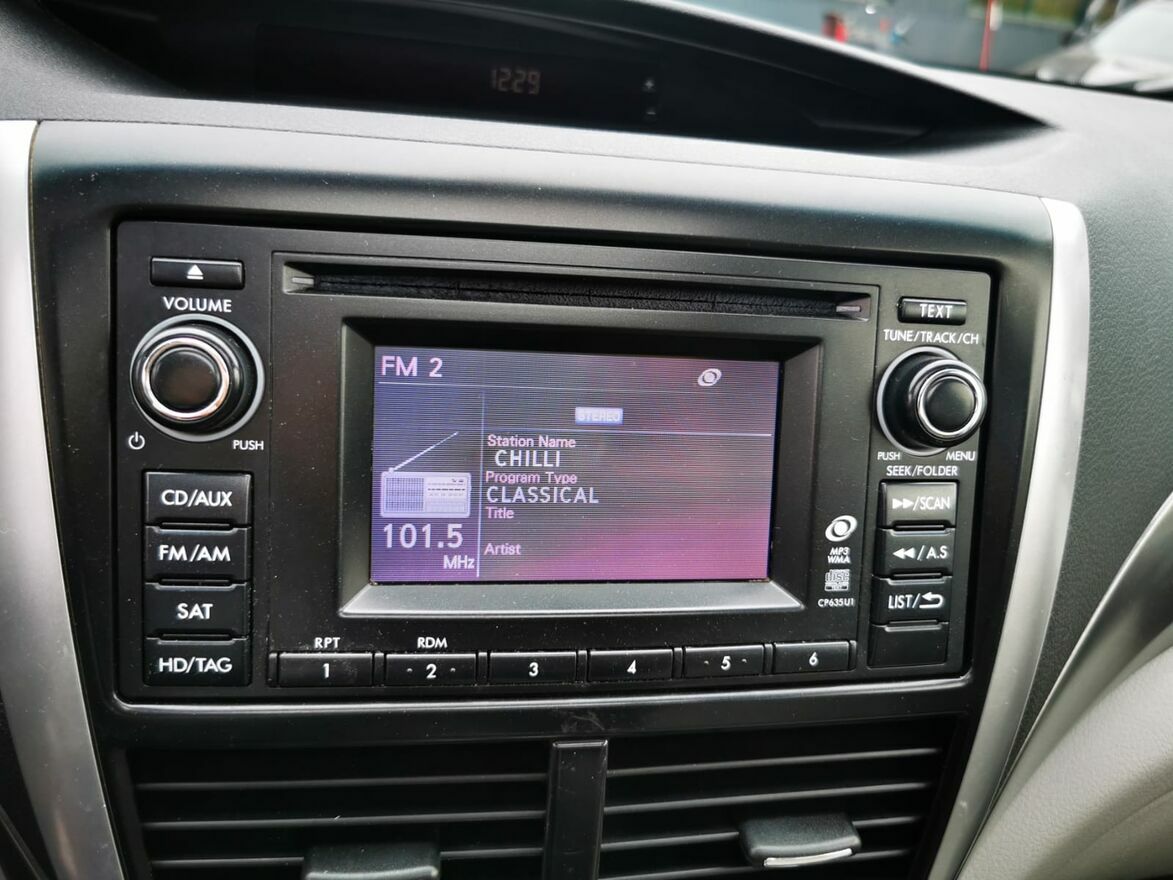 12:29
VOLUME
PUSH
CD/AUX
FM/AM
SAT
HD/TAG
FM 2
STEREO
Station Name
CHILLI
Program Type
CLASSICAL
Title
Artist
101.5
MHz
TEXT
TUNE/TRACK/CH
PUSH MENU
SEEK/FOLDER
/SCAN
/A.S
LIST/
MP3
WMA
CP635U1
RPT RDM
1 2 3 4 5 6